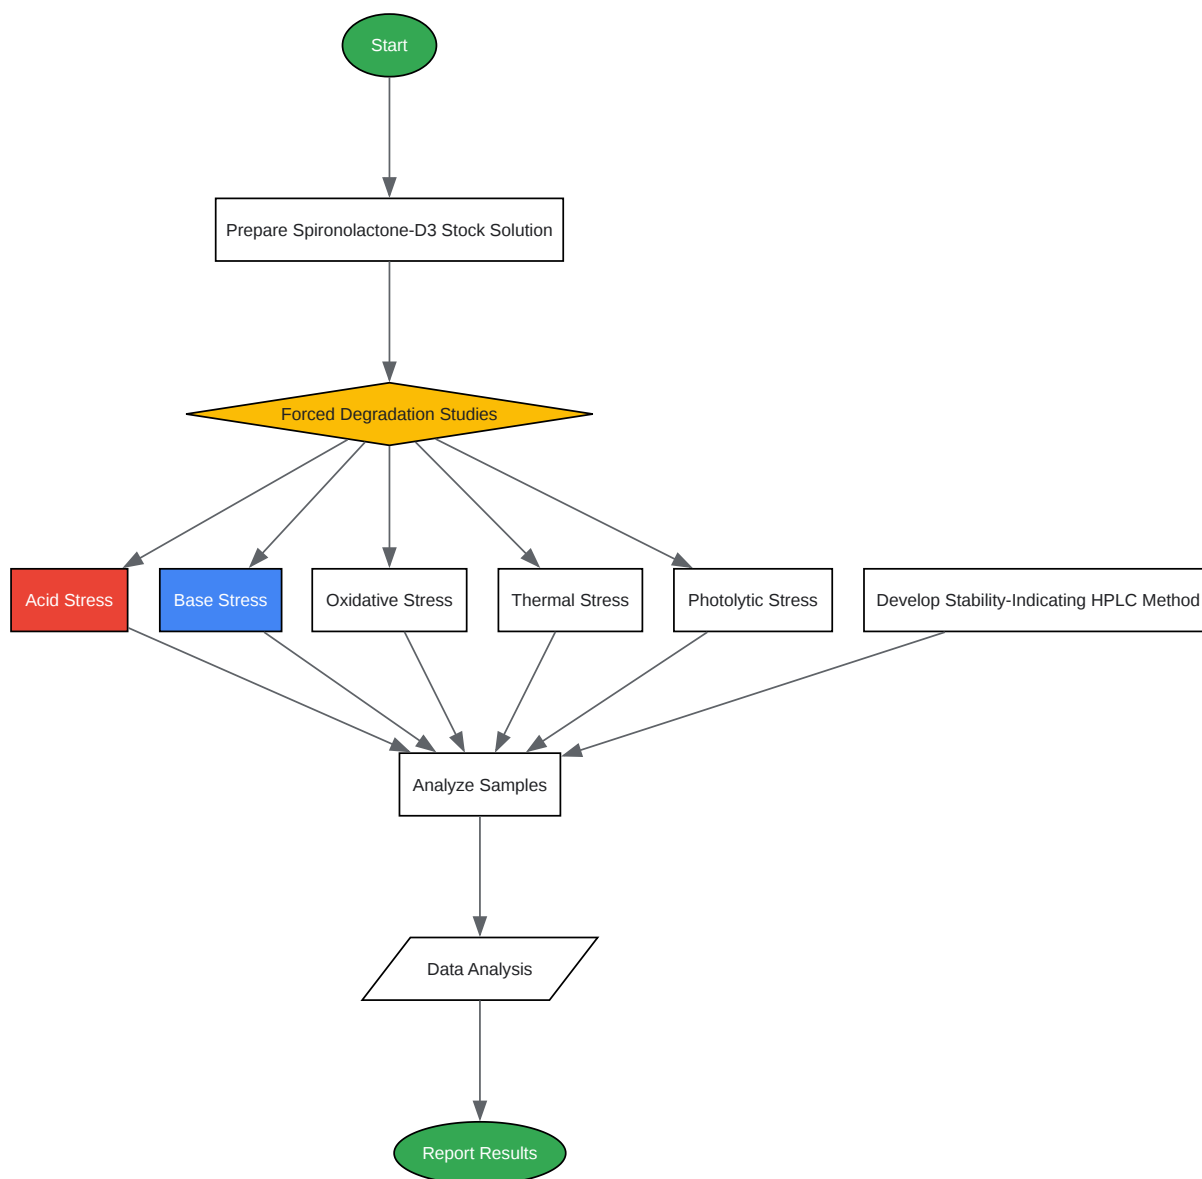 Start
Prepare Spironolactone-D3 Stock Solution
Forced Degradation Studies
Acid Stress
Base Stress
Oxidative Stress
Thermal Stress
Photolytic Stress
Develop Stability-Indicating HPLC Method
Analyze Samples
Data Analysis
Report Results